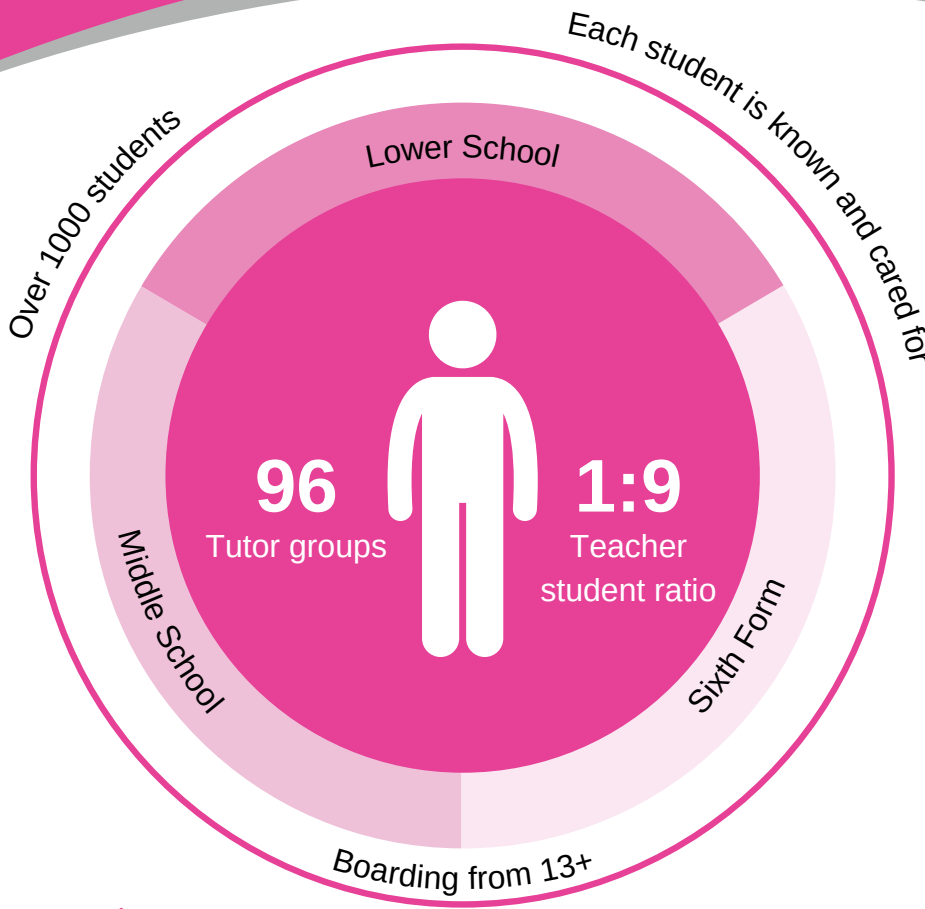 Each student is known and cared for
Over 1000 students
Lower School
96
Tutor groups
1:9
Teacher
student ratio
Middle School
Sixth Form
Boarding from 13+